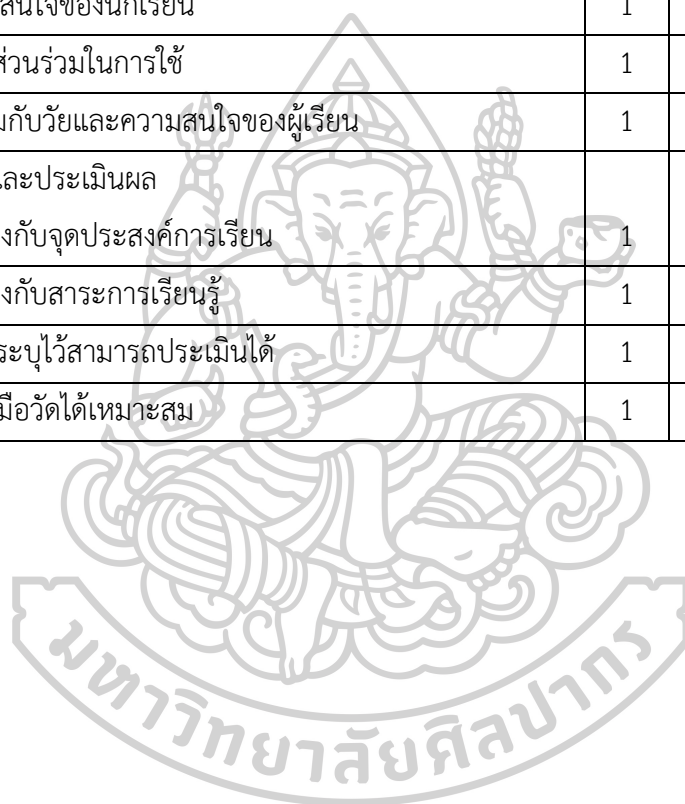 สนใจของนักเรียน 1
ส่วนร่วมในการใช้ 1
มกับวัยและความสนใจของผู้เรียน 1
และประเมินผล
งกับจุดประสงค์การเรียน 1
งกับสาระการเรียนรู้ 1
ระบุไว้สามารถประเมินได้ 1
มือวัดได้เหมาะสม 1
มหาวิทยาลัยศิลปากร